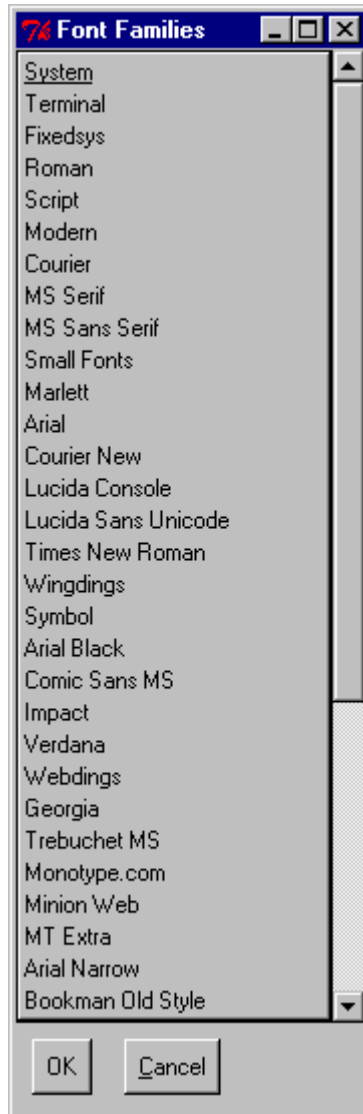 Tk Font Families
System
Terminal
Fixedsys
Roman
Script
Modern
Courier
MS Serif
MS Sans Serif
Small Fonts
Marlett
Arial
Courier New
Lucida Console
Lucida Sans Unicode
Times New Roman
Wingdings
Symbol
Arial Black
Comic Sans MS
Impact
Verdana
Webdings
Georgia
Trebuchet MS
Monotype.com
Minion Web
MT Extra
Arial Narrow
Bookman Old Style
OK Cancel